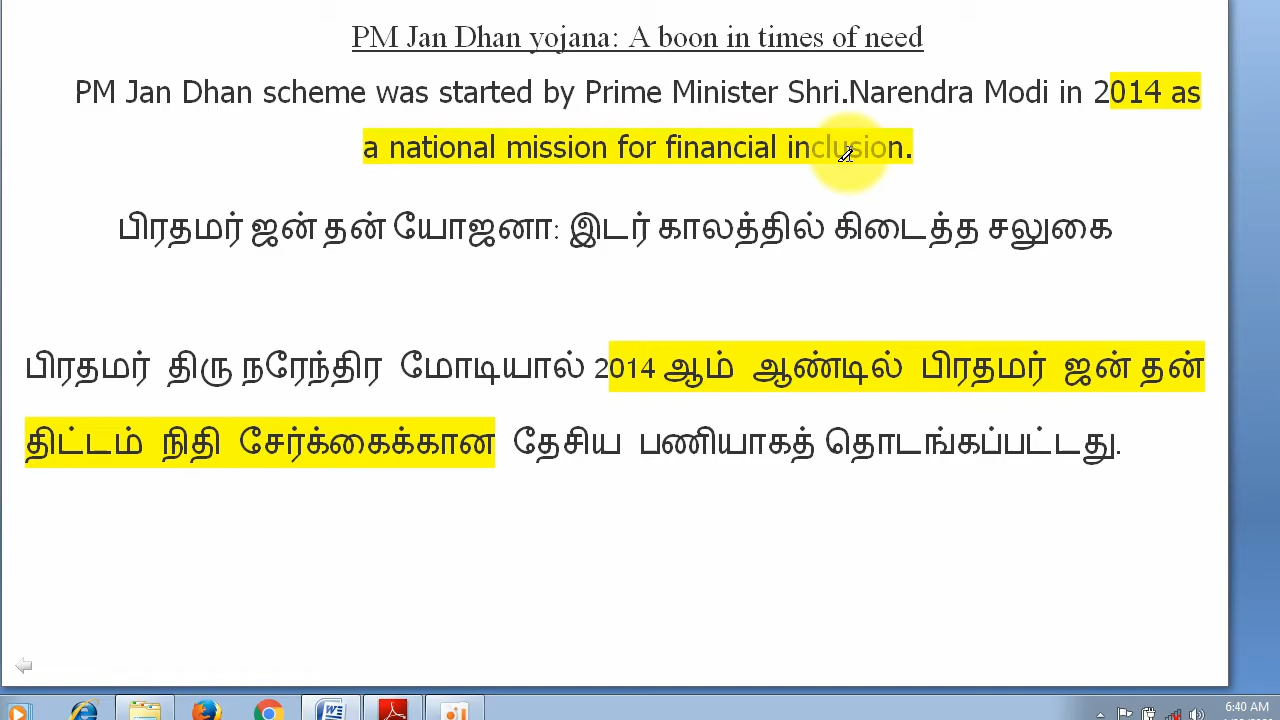 PM Jan Dhan yojana: A boon in times of need
PM Jan Dhan scheme was started by Prime Minister Shri.Narendra Modi in 2014 as
a national mission for financial inclusion.
பிரதமர் ஜன் தன் யோஜனா: இடர் காலத்தில் கிடைத்த சலுகை
பிரதமர் திரு நரேந்திர மோடியால் 2014 ஆம் ஆண்டில் பிரதமர் ஜன் தன்
திட்டம் நிதி சேர்க்கைக்கான தேசிய பணியாகத் தொடங்கப்பட்டது.
6:40 AM